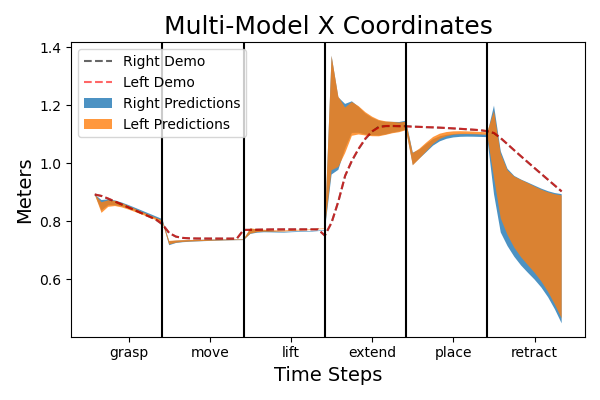 Multi-Model X Coordinates
Meters
1.4
1.2
1.0
0.8
0.6
Right Demo
Left Demo
Right Predictions
Left Predictions
grasp move lift extend place retract
Time Steps